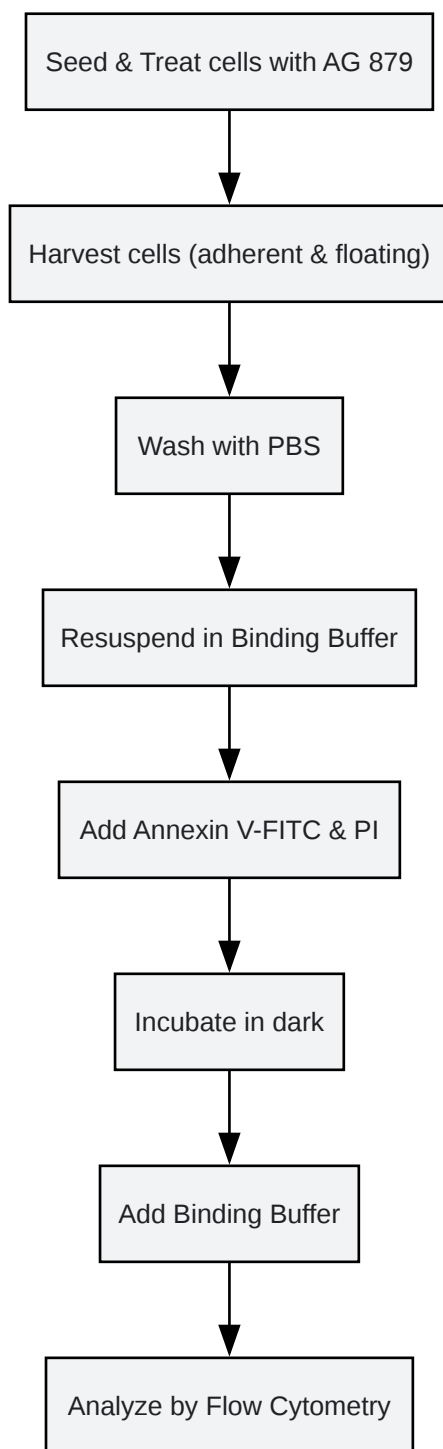 Seed & Treat cells with AG 879
Harvest cells (adherent & floating)
Wash with PBS
Resuspend in Binding Buffer
Add Annexin V-FITC & PI
Incubate in dark
Add Binding Buffer
Analyze by Flow Cytometry